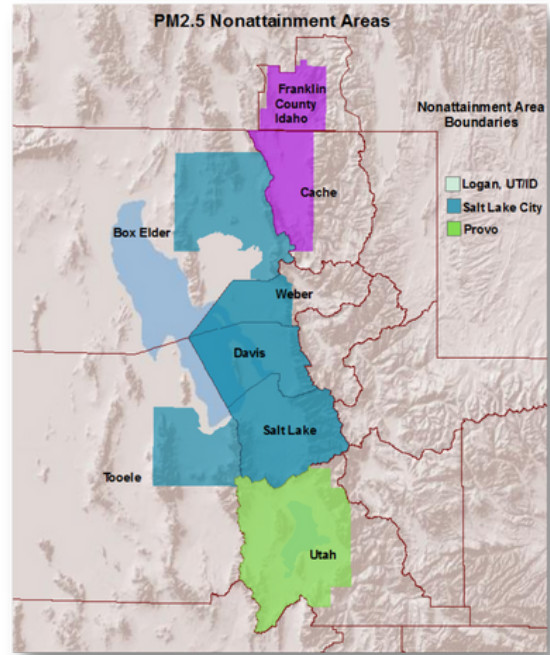 PM2.5 Nonattainment Areas
Franklin
County
Idaho
Nonattainment Area
Boundaries
Logan, UT/ID
Salt Lake City
Provo
Cache
Box Elder
Weber
Davis
Salt Lake
Tooele
Utah